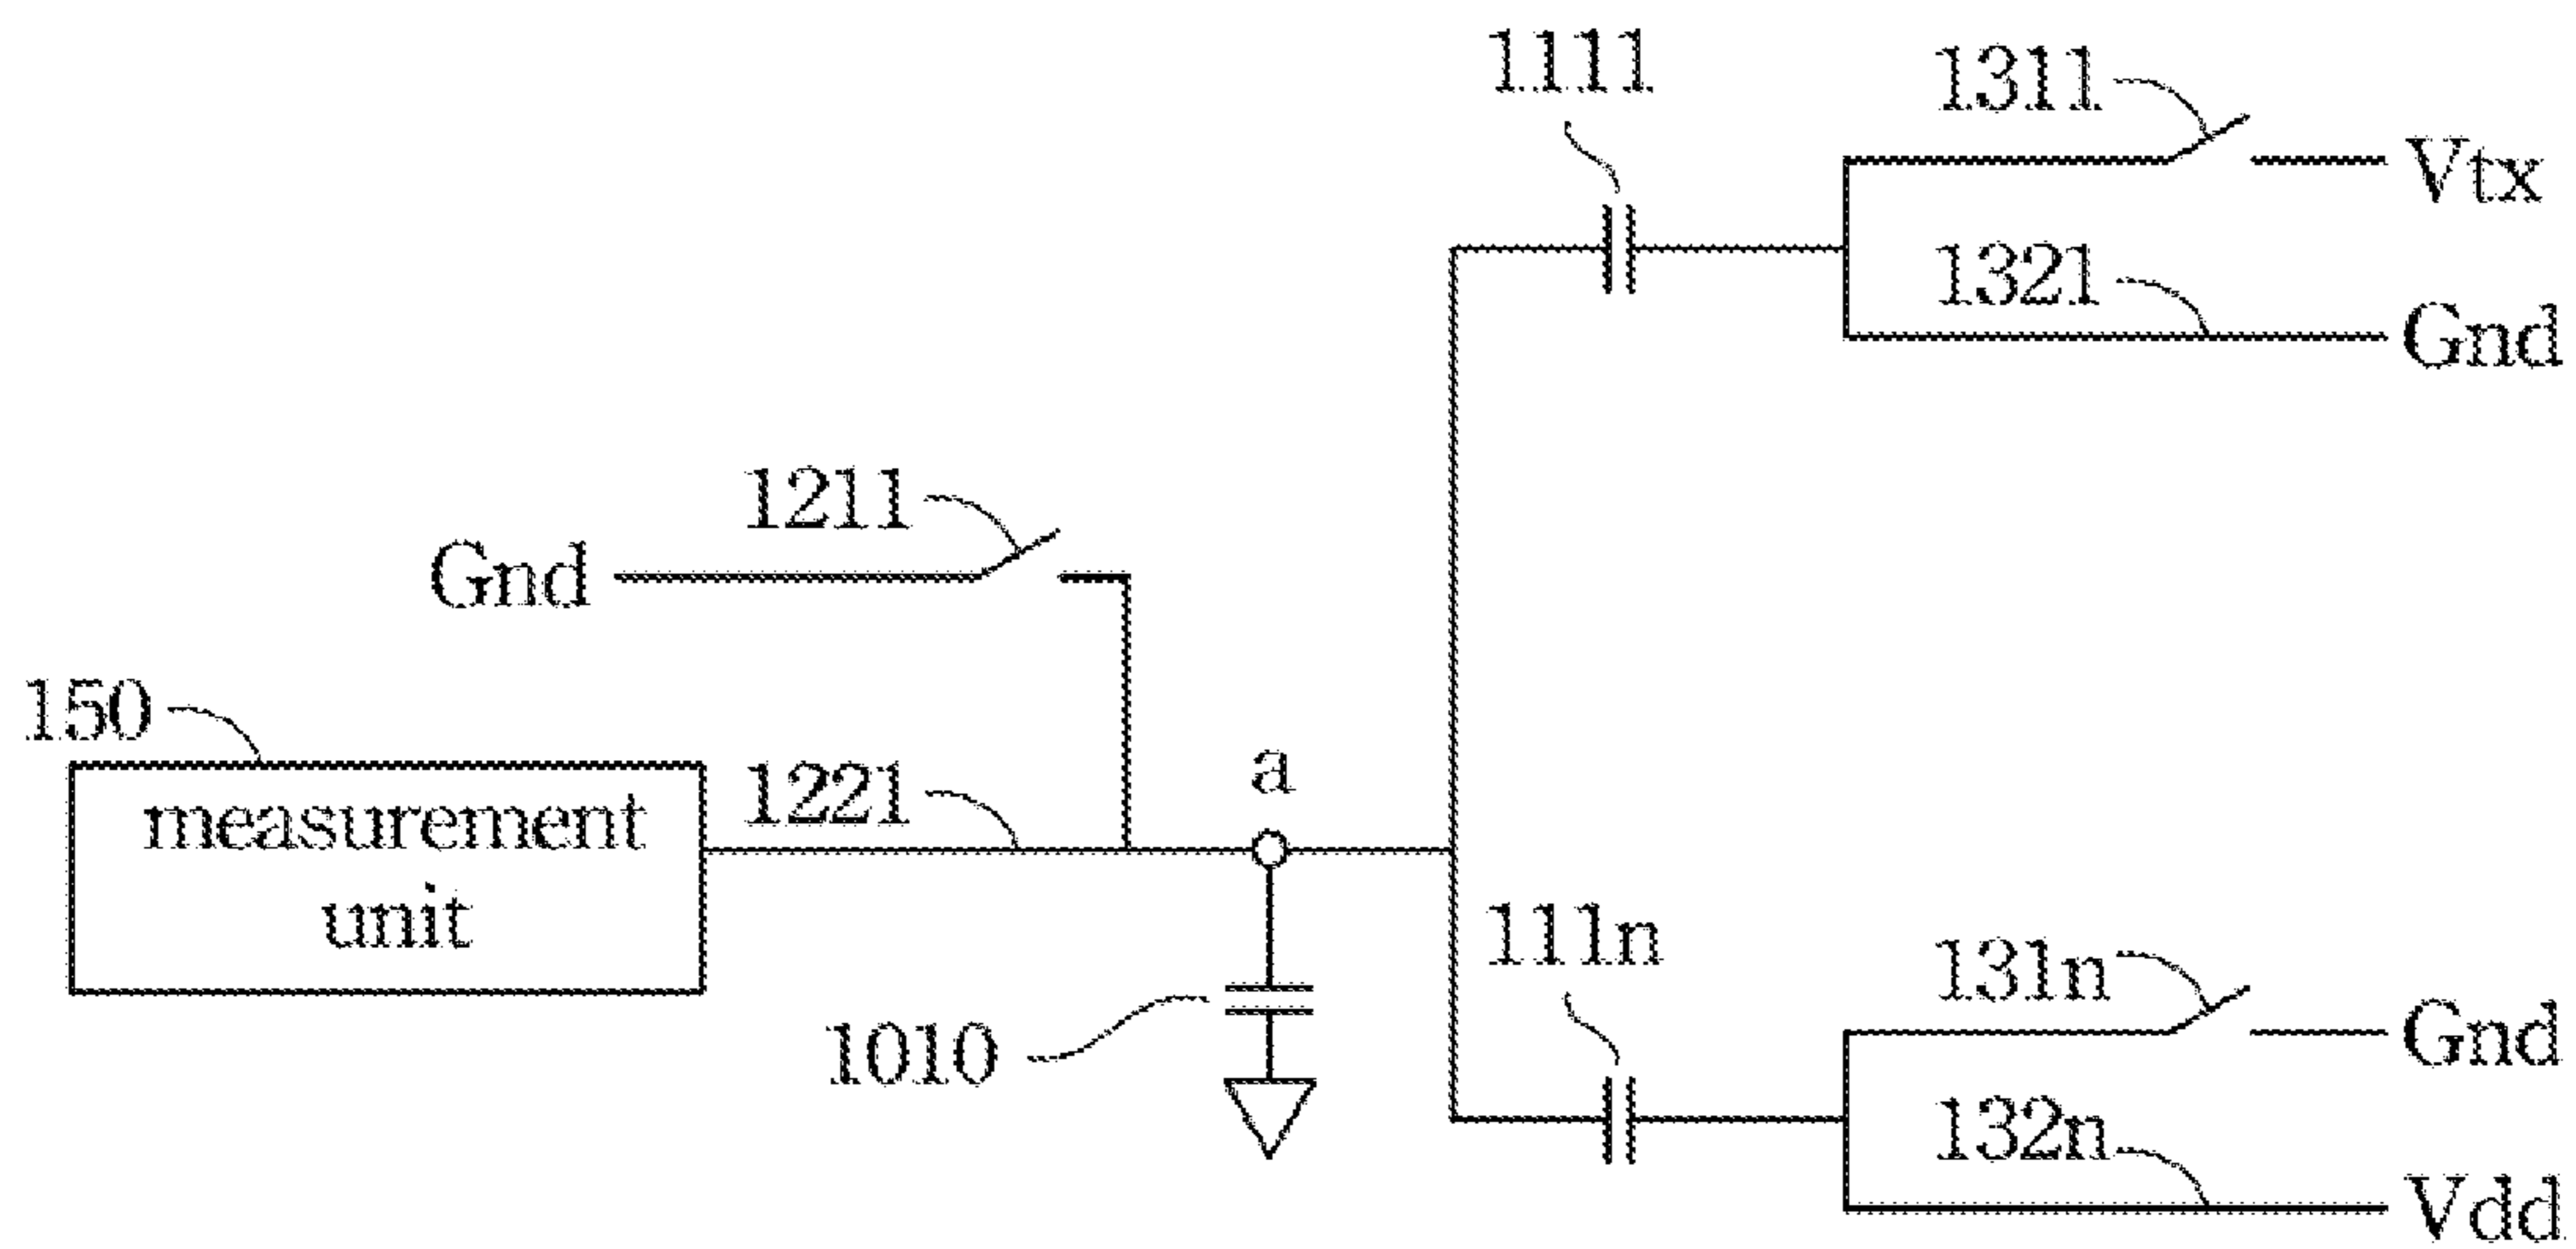 1111
1311
Vtx
1321
Gnd
1211
Gnd
150
measurement
unit
1221
a
1010
111n
131n
Gnd
132n
Vdd